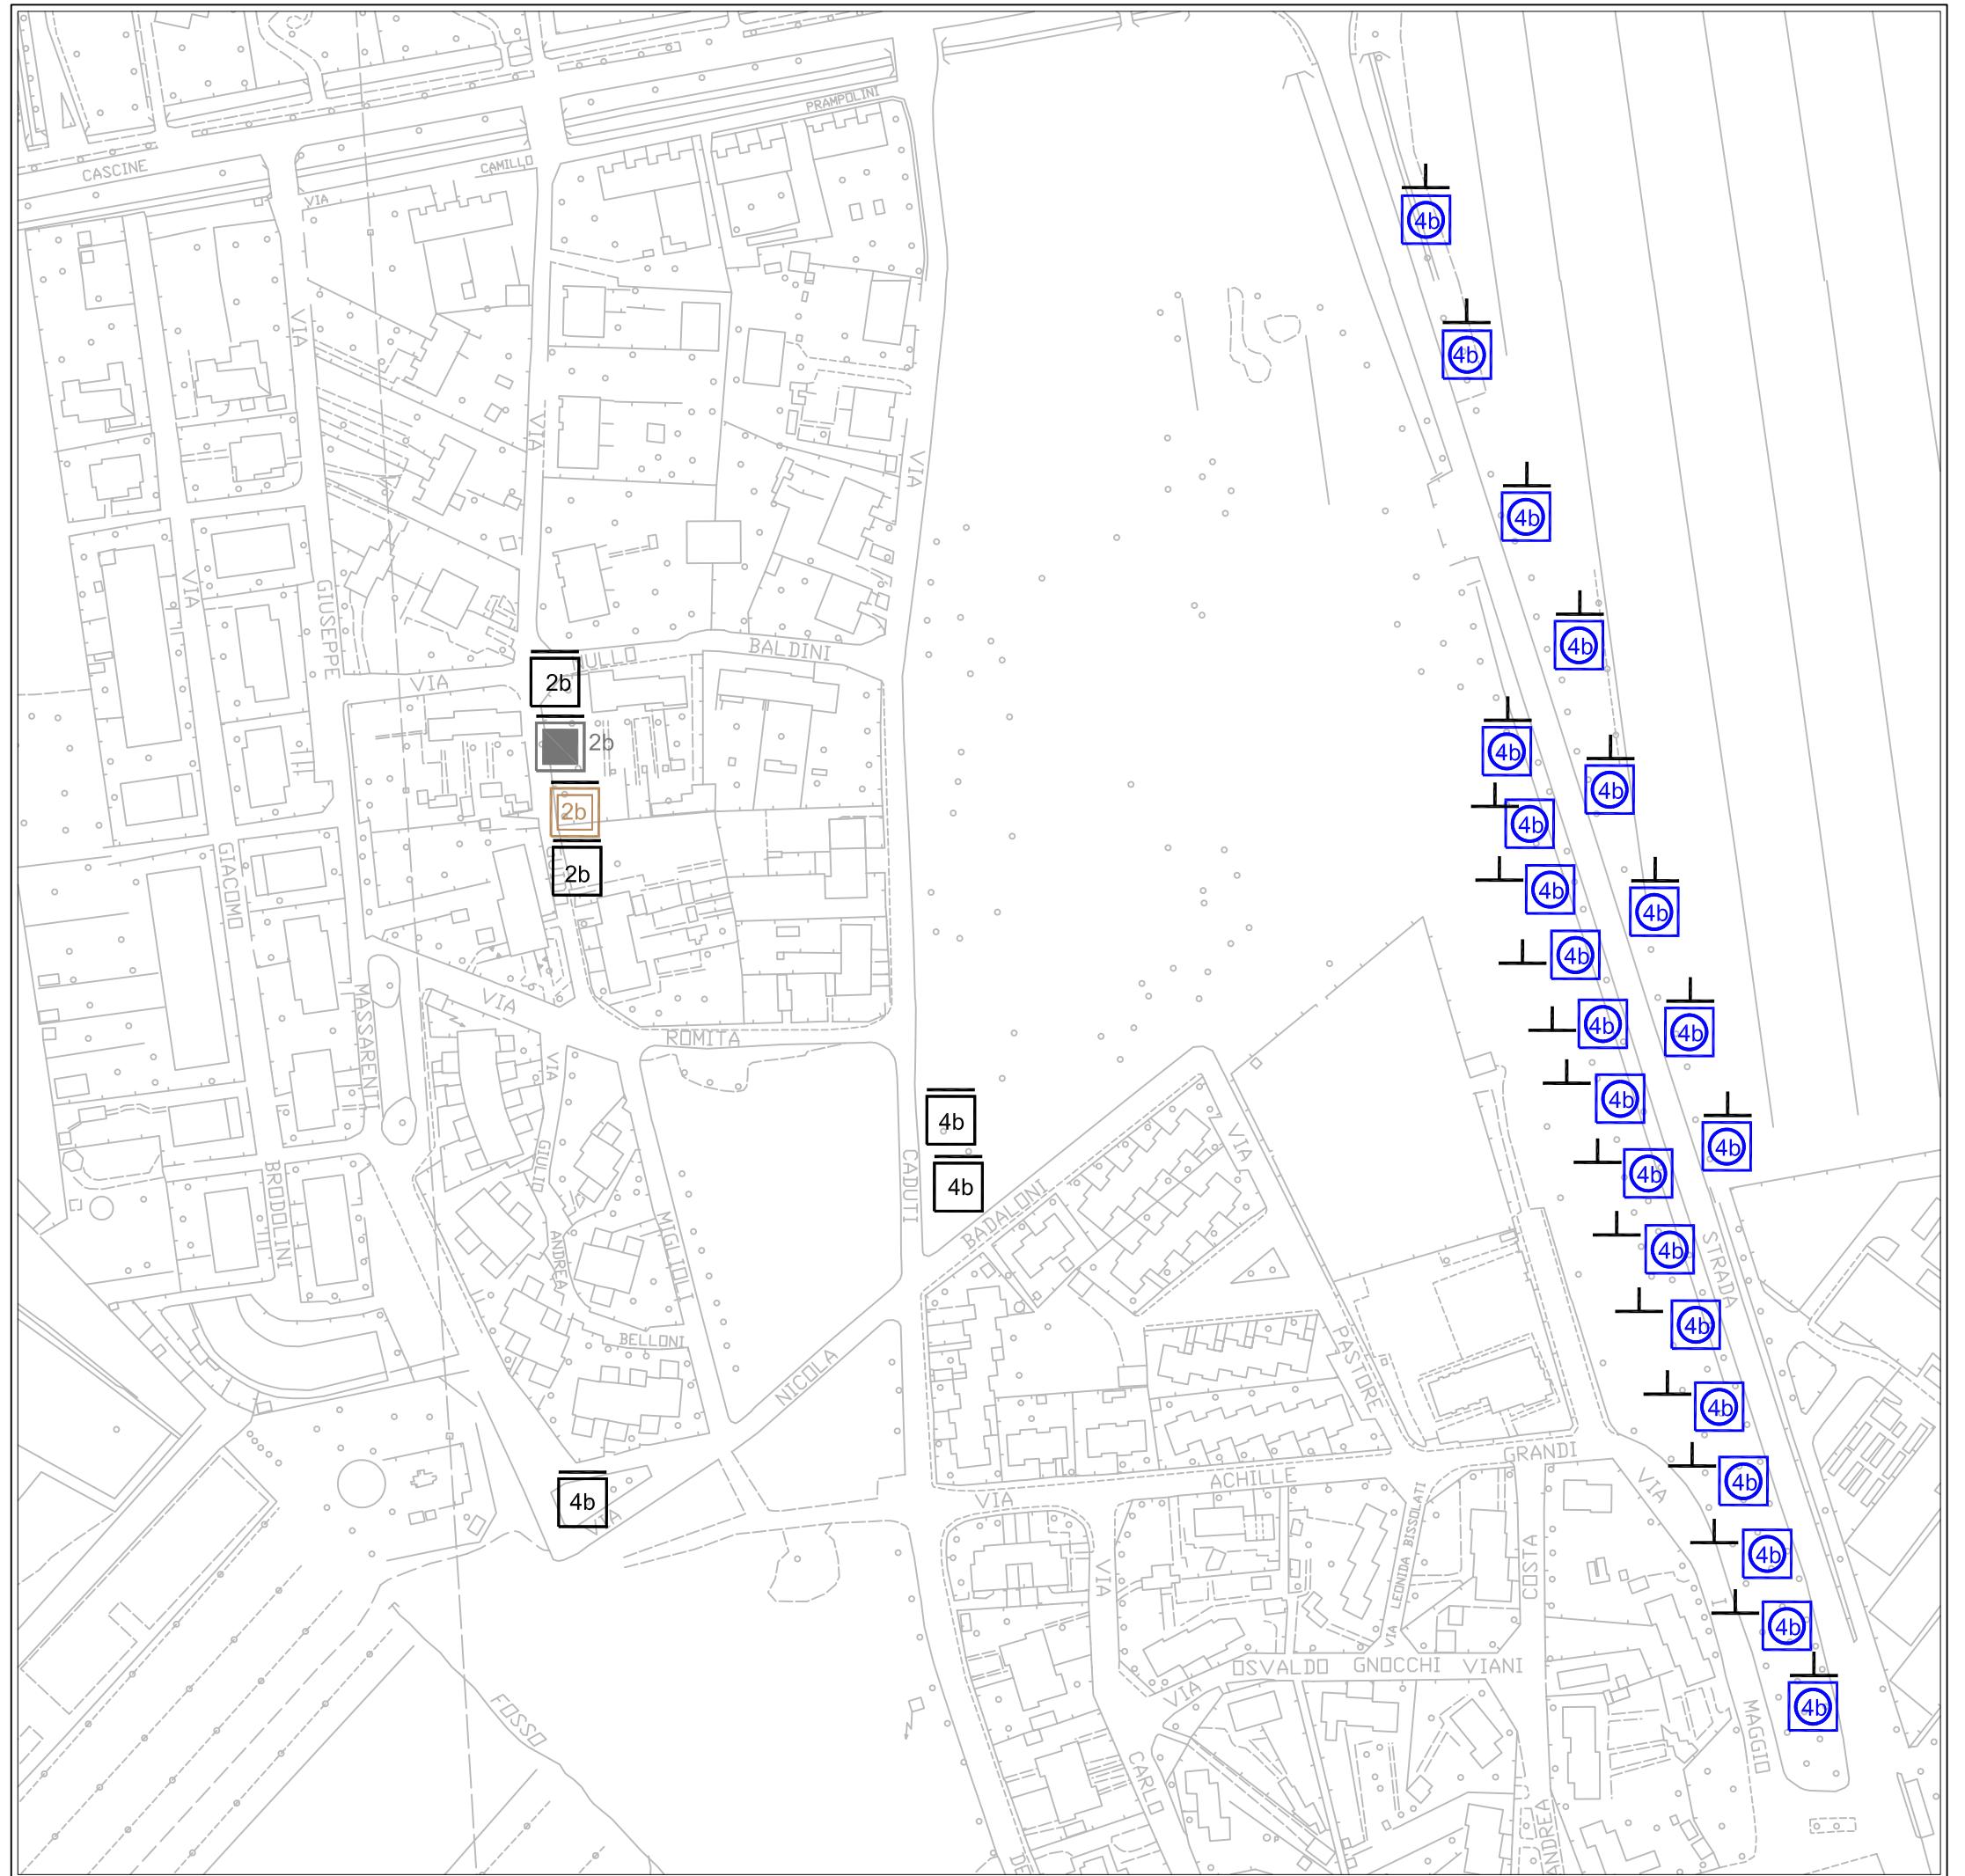 PRAMPOLINI
CASCINE
CAMILLO
VIA
4b
VIA
4b
VIA
VIA
4b
VIA
GIUSEPPE
4b
BALDINI
NULLO
VIA
2b
2b
4b
4b
2b
4b
2b
4b
GIACOMO
4b
4b
VIA
MASSARENTI
ROMITA
4b
4b
VIA
4b
4b
4b
VIA
4b
GIULIO
BRODOLINI
CADUTI
4b
4b
BADALONI
MIGLIOLI
ANDREA
4b
STRADA
4b
BELLONI
NICOLA
PASTORE
4b
GRANDI
ACHILLE
VIA
VIA
4b
4b
VIA
VIA
LEONIDA BISSOLATI
COSTA
4b
VIA
4b
I
OSVALDO GNOCCHI VIANI
VIA
4b
FOSSO
MAGGIO
CARLO
ANDREA
DE